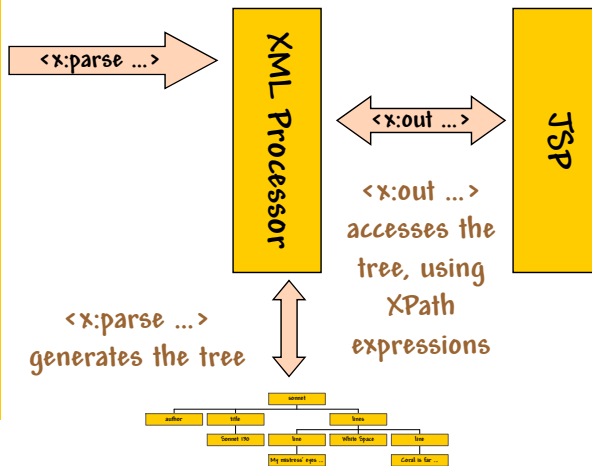 <x:parse ...>
XML Processor
<x:out ...>
JSP
<x:out ...>
accesses the
tree, using
XPath
expressions
<x:parse ...>
generates the tree
sonnet
author
title
lines
Sonnet 130
line
White Space
line
My mistress' eyes ...
Coral is far ...